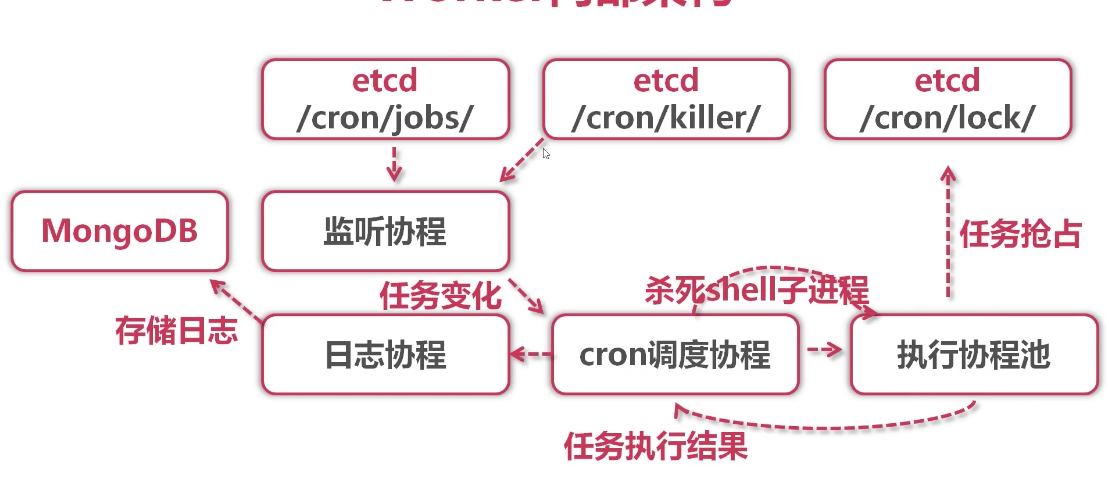 etcd
/cron/jobs/
etcd
/cron/killer/
etcd
/cron/lock/
MongoDB
监听协程
任务抢占
任务变化
杀死shell子进程
存储日志
日志协程
cron调度协程
执行协程池
任务执行结果